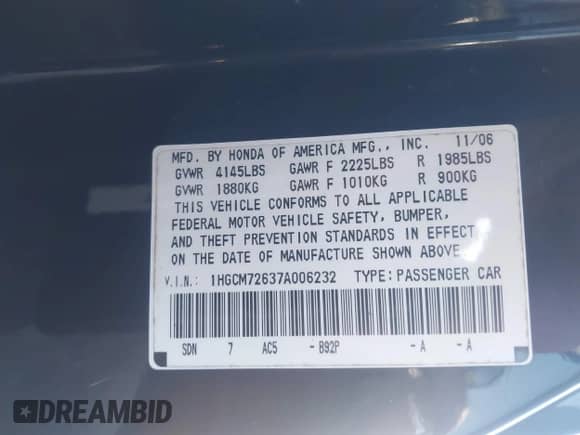 MFD. BY HONDA OF AMERICA MFG., INC. 11/06
GVWR 4145LBS GAWR F 2225LBS R 1985LBS
GVWR 1880KG GAWR F 1010KG R 900KG
THIS VEHICLE CONFORMS TO ALL APPLICABLE
FEDERAL MOTOR VEHICLE SAFETY, BUMPER,
AND THEFT PREVENTION STANDARDS IN EFFECT
ON THE DATE OF MANUFACTURE SHOWN ABOVE.
V.I.N.: 1HGCM72637A006232 TYPE: PASSENGER CAR
SDN 7 AC5 - B92P - A - A
DREAMBID